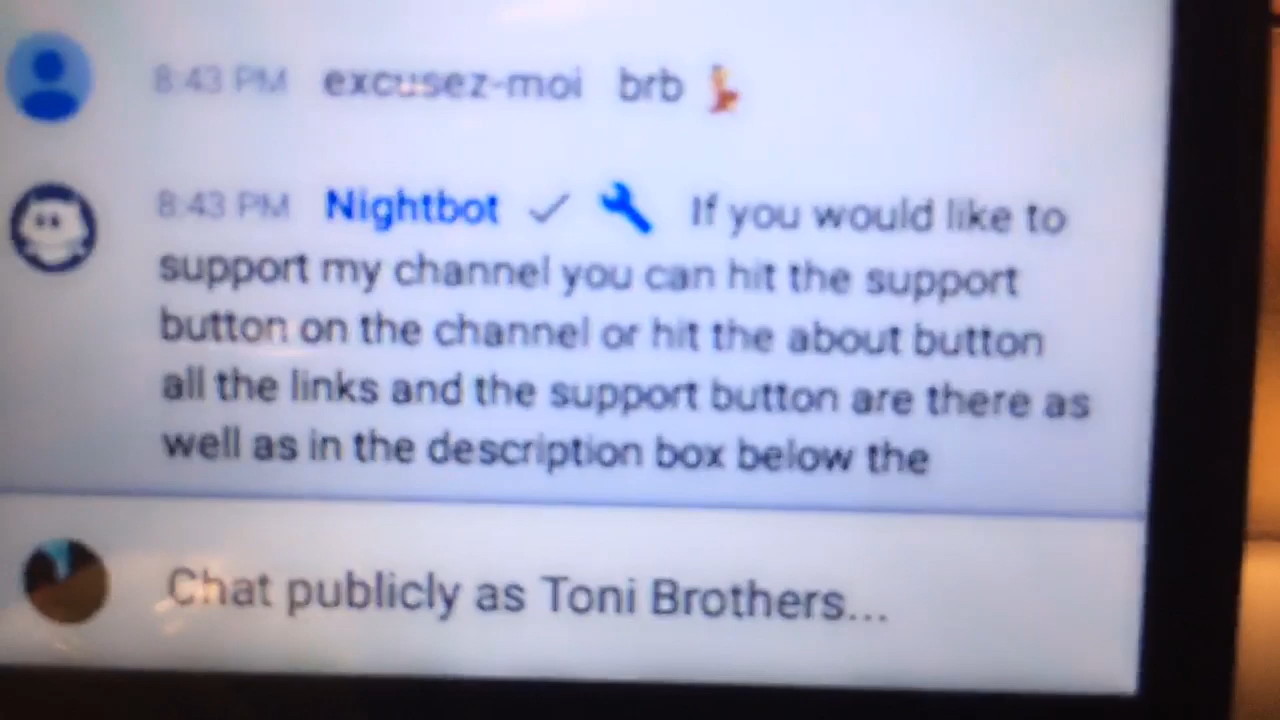 8:43 PM excusez-moi brb 💃
8:43 PM Nightbot ✓ 🔧 If you would like to
support my channel you can hit the support
button on the channel or hit the about button
all the links and the support button are there as
well as in the description box below the
Chat publicly as Toni Brothers...